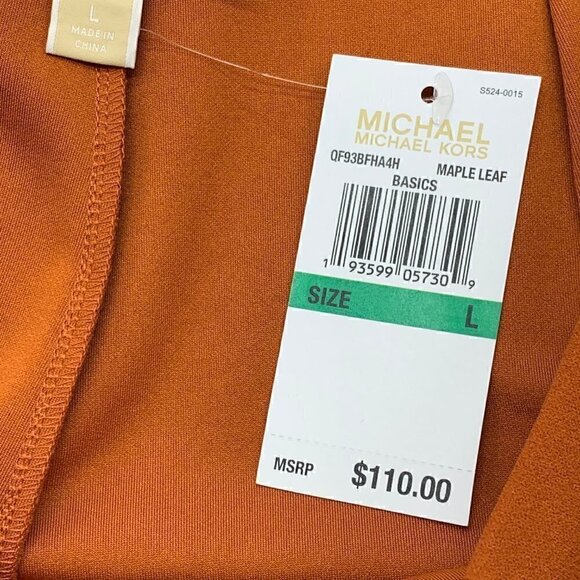 L
MADE IN
CHINA
S524-0015
MICHAEL
MICHAEL KORS
QF93BFHA4H MAPLE LEAF
BASICS
1 93599 05730 9
SIZE L
MSRP $110.00